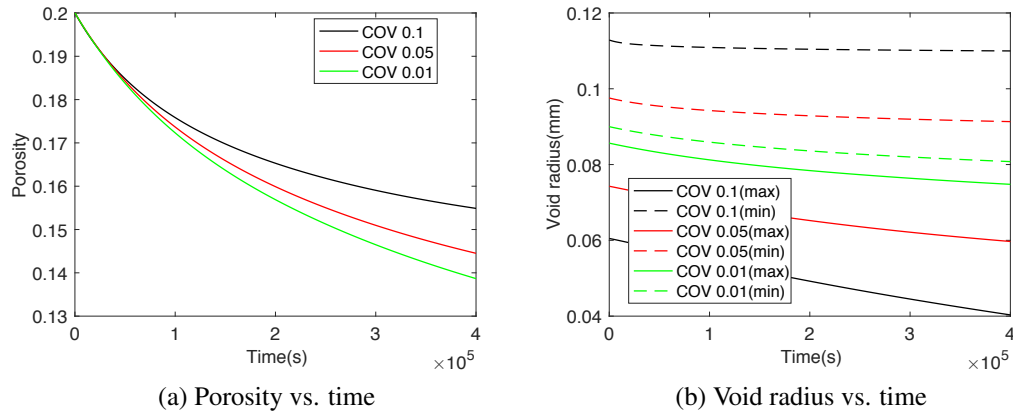 0.2
0.19
0.18
0.17
0.16
0.15
0.14
0.13
Porosity
COV 0.1
COV 0.05
COV 0.01
0 1 2 3 4
Time(s)
×10⁵
(a) Porosity vs. time
0.12
0.1
0.08
0.06
0.04
Void radius(mm)
COV 0.1(max)
COV 0.1(min)
COV 0.05(max)
COV 0.05(min)
COV 0.01(max)
COV 0.01(min)
0 1 2 3 4
Time(s)
×10⁵
(b) Void radius vs. time